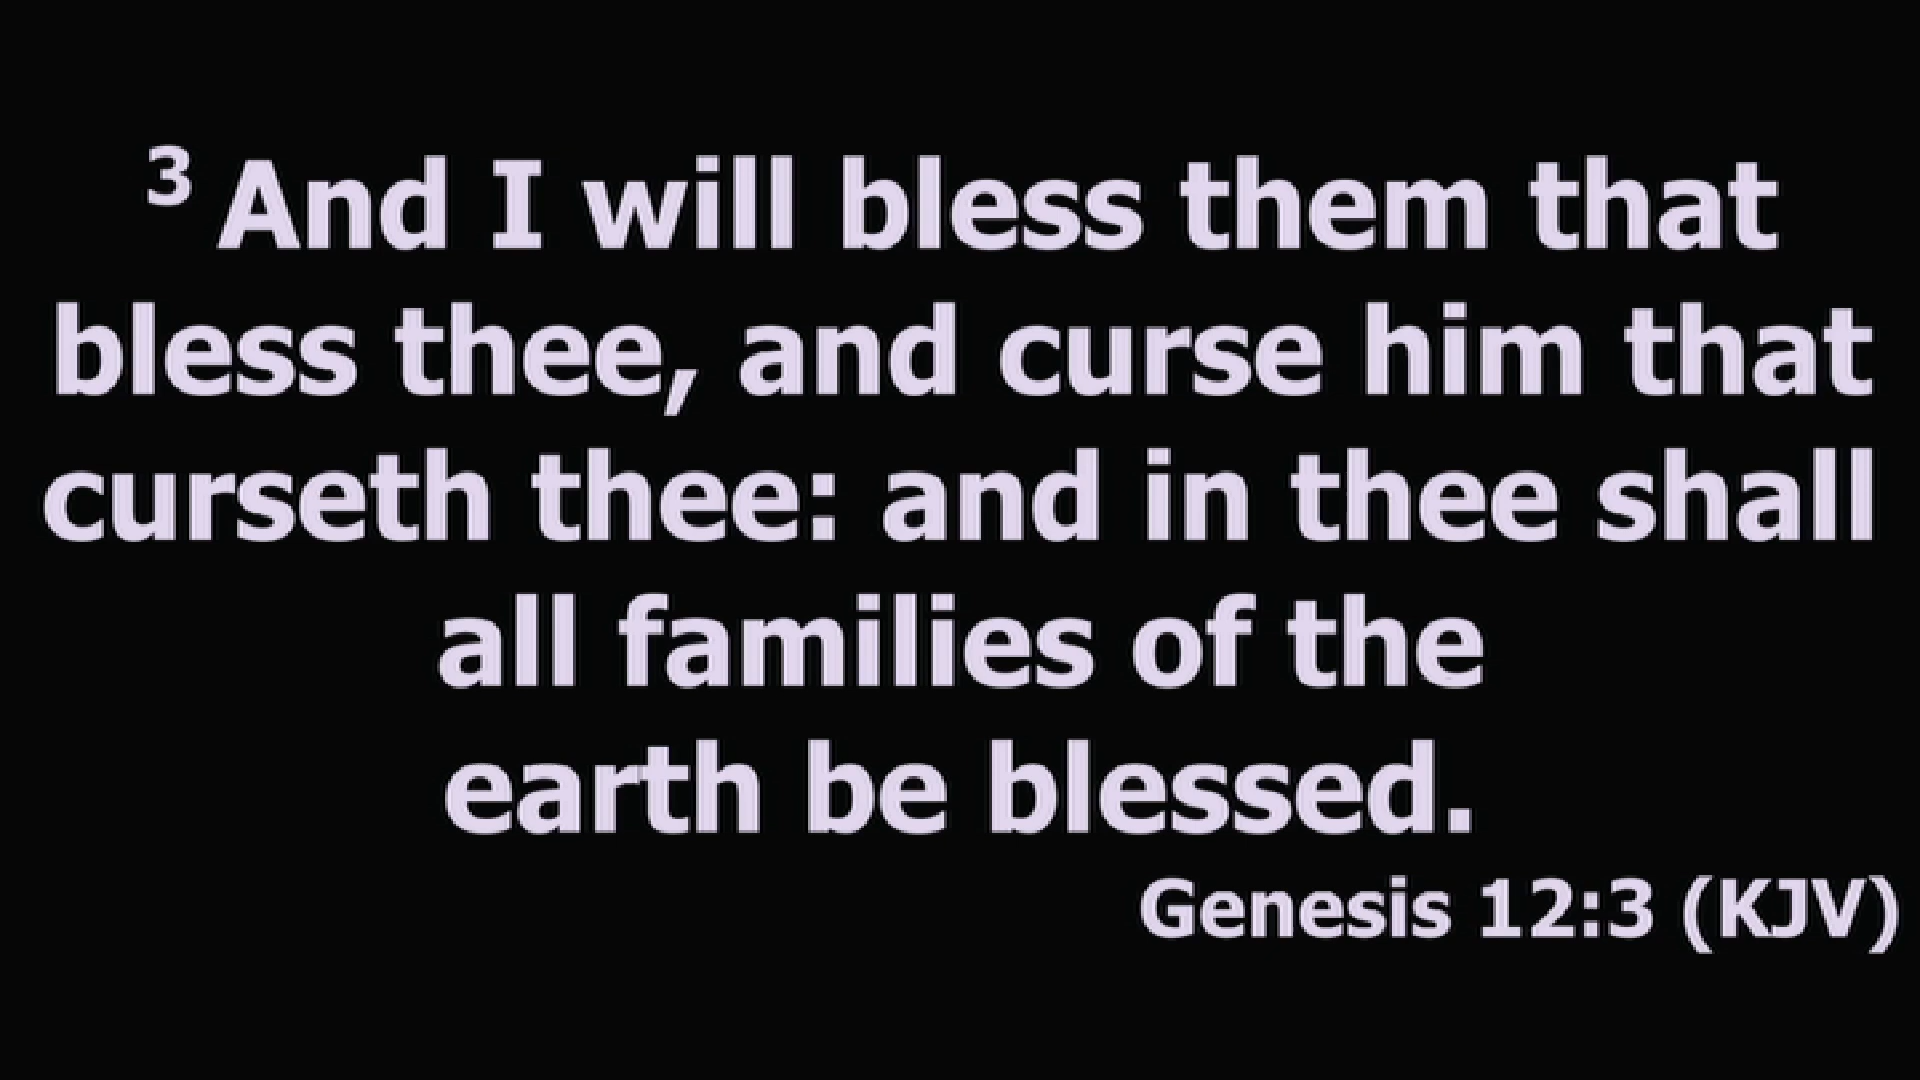 3 And I will bless them that
bless thee, and curse him that
curseth thee: and in thee shall
all families of the
earth be blessed.
Genesis 12:3 (KJV)